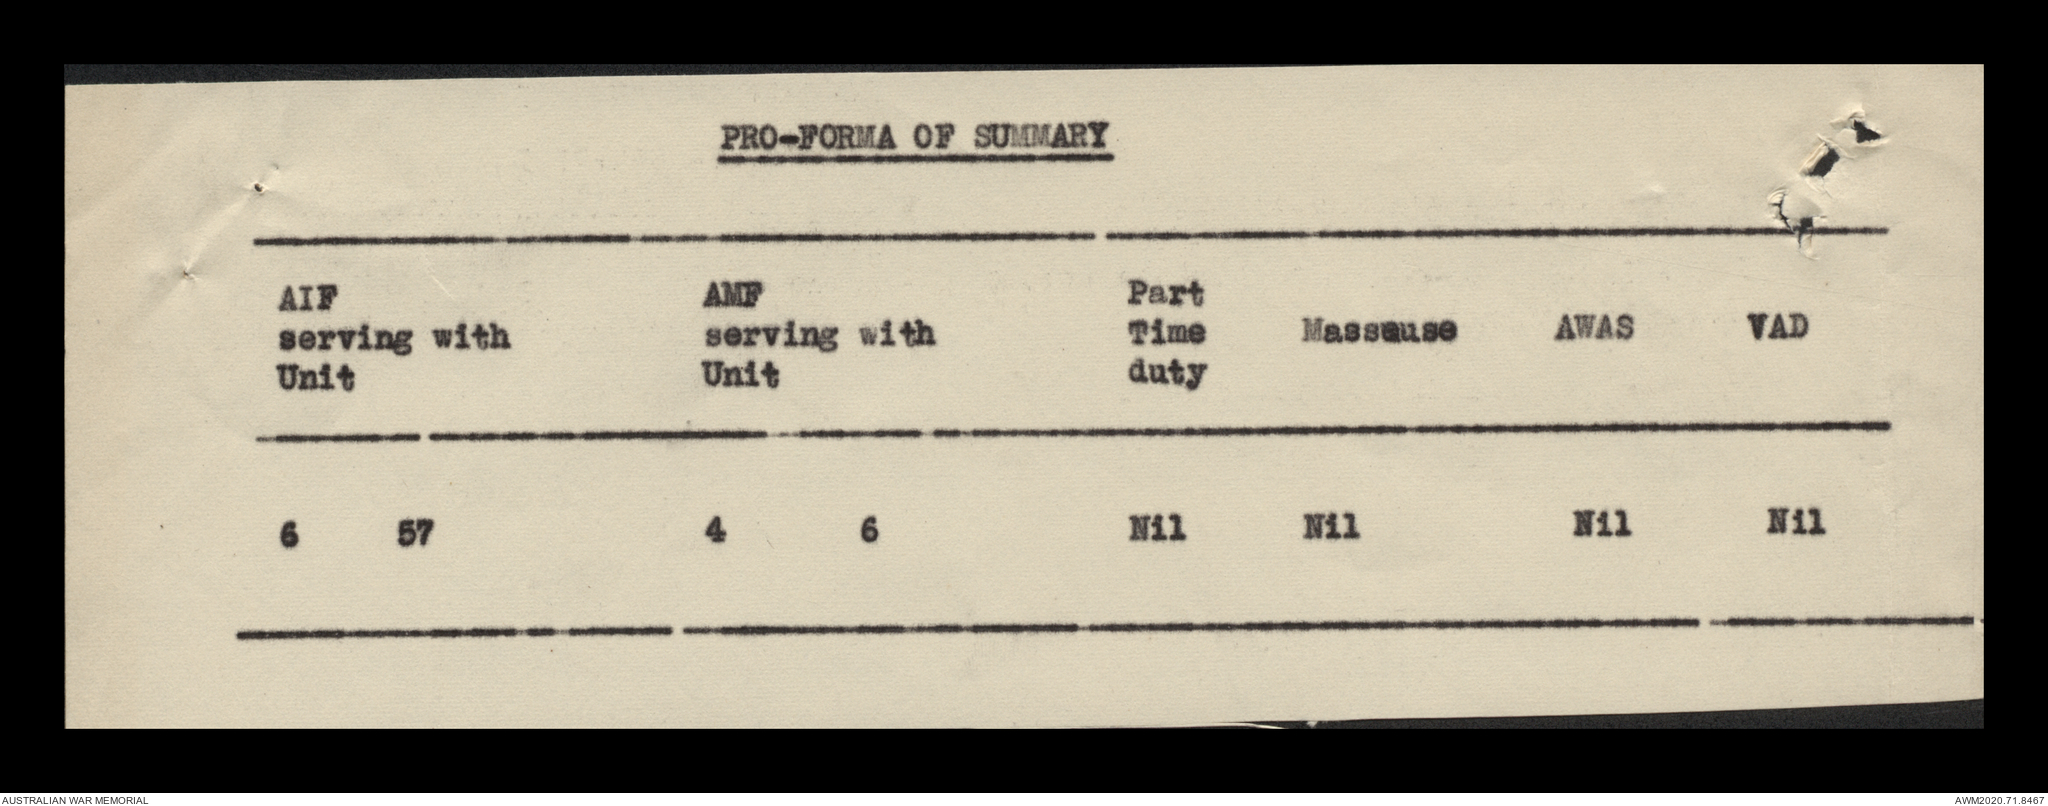 PRO-FORMA OF SUMMARY
AIF serving with Unit AMF serving with Unit Part Time duty Massause AWAS VAD
6 57 4 6 Nil Nil Nil Nil
AUSTRALIAN WAR MEMORIAL AWM2020.71.8467